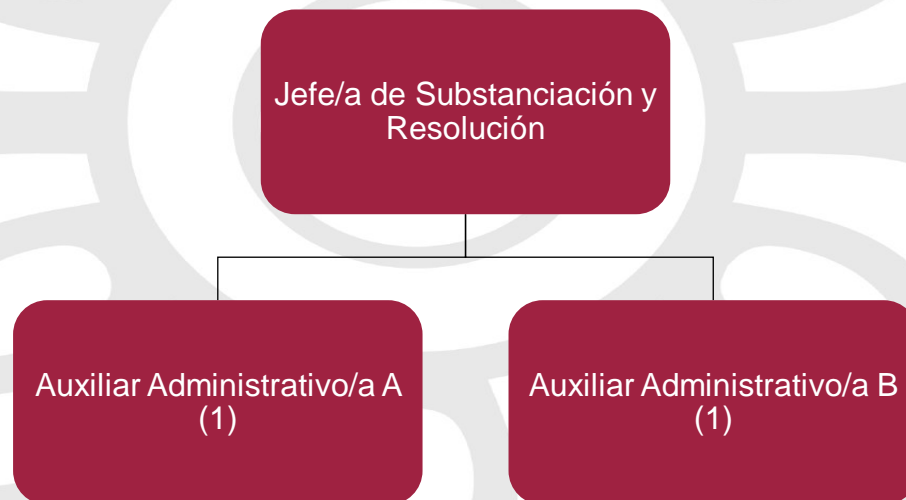 Jefe/a de Substanciación y
Resolución
Auxiliar Administrativo/a A
(1)
Auxiliar Administrativo/a B
(1)